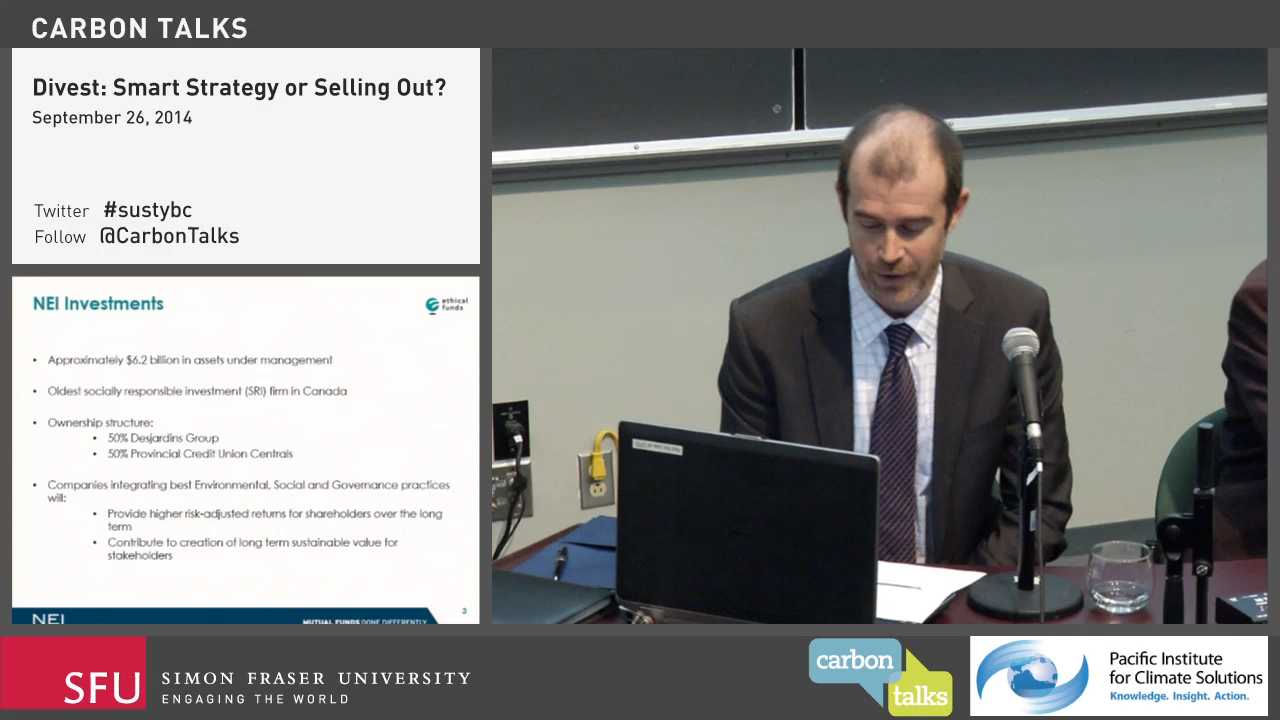 CARBON TALKS
Divest: Smart Strategy or Selling Out?
September 26, 2014
Twitter #sustybc
Follow @CarbonTalks
NEI Investments
ethical
funds
• Approximately $6.2 billion in assets under management
• Oldest socially responsible investment (SRI) firm in Canada
• Ownership structure:
• 50% Desjardins Group
• 50% Provincial Credit Union Centrals
• Companies integrating best Environmental, Social and Governance practices
will:
• Provide higher risk-adjusted returns for shareholders over the long
term
• Contribute to creation of long term sustainable value for
stakeholders
3
NEI
MUTUAL FUNDS DONE DIFFERENTLY
SFU
SIMON FRASER UNIVERSITY
ENGAGING THE WORLD
carbon
talks
Pacific Institute
for Climate Solutions
Knowledge. Insight. Action.